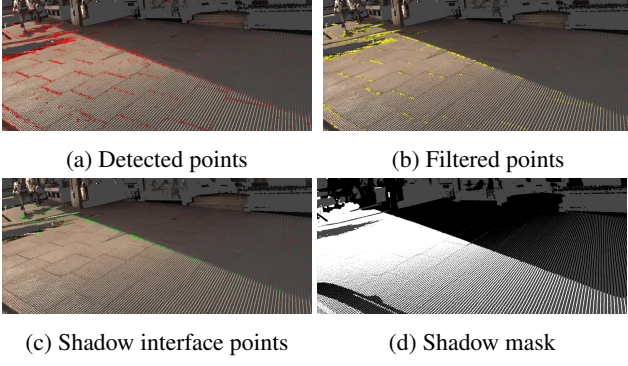 (a) Detected points
(b) Filtered points
(c) Shadow interface points
(d) Shadow mask